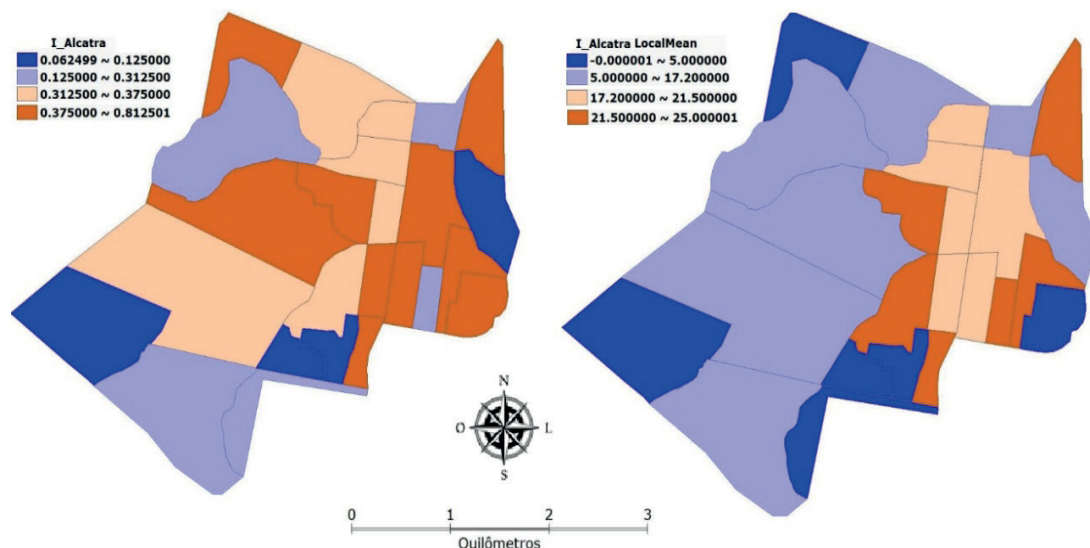 I_Alcatra
0.062499 ~ 0.125000
0.125000 ~ 0.312500
0.312500 ~ 0.375000
0.375000 ~ 0.812501
I_Alcatra LocalMean
-0.000001 ~ 5.000000
5.000000 ~ 17.200000
17.200000 ~ 21.500000
21.500000 ~ 25.000001
N
O L
S
0 1 2 3
Quilômetros